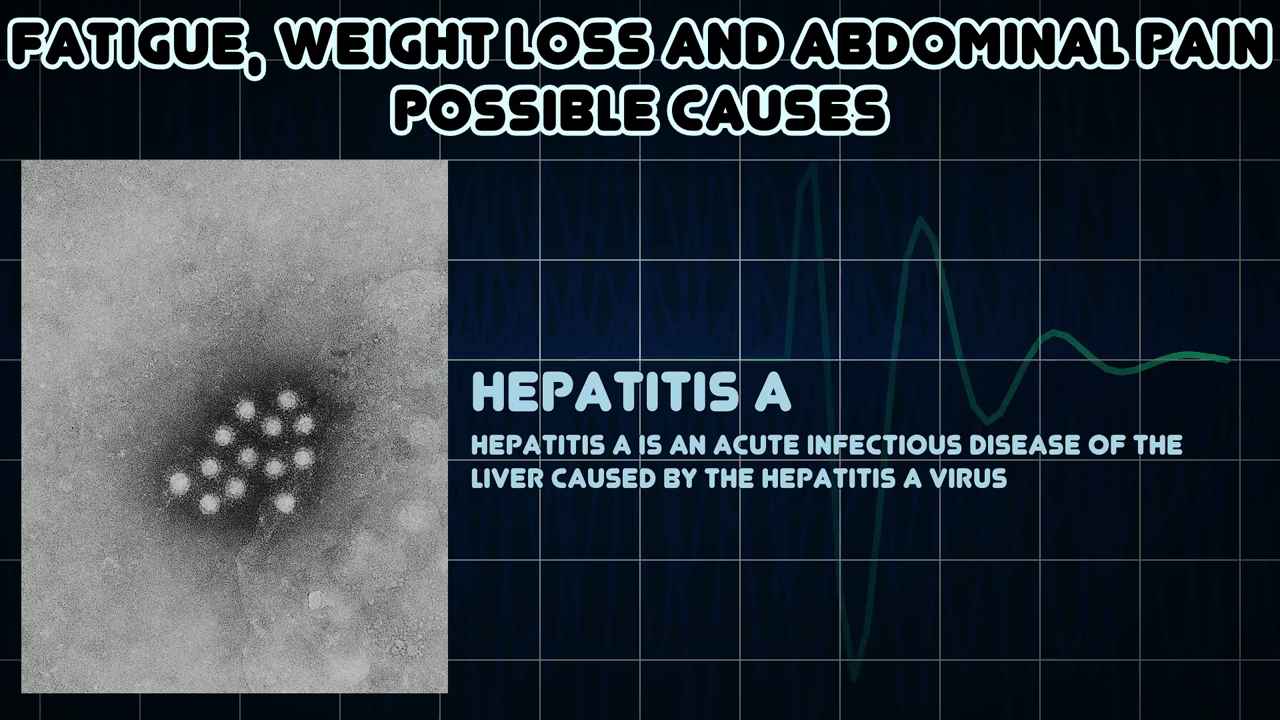 FATIGUE, WEIGHT LOSS AND ABDOMINAL PAIN
POSSIBLE CAUSES
HEPATITIS A
HEPATITIS A IS AN ACUTE INFECTIOUS DISEASE OF THE
LIVER CAUSED BY THE HEPATITIS A VIRUS